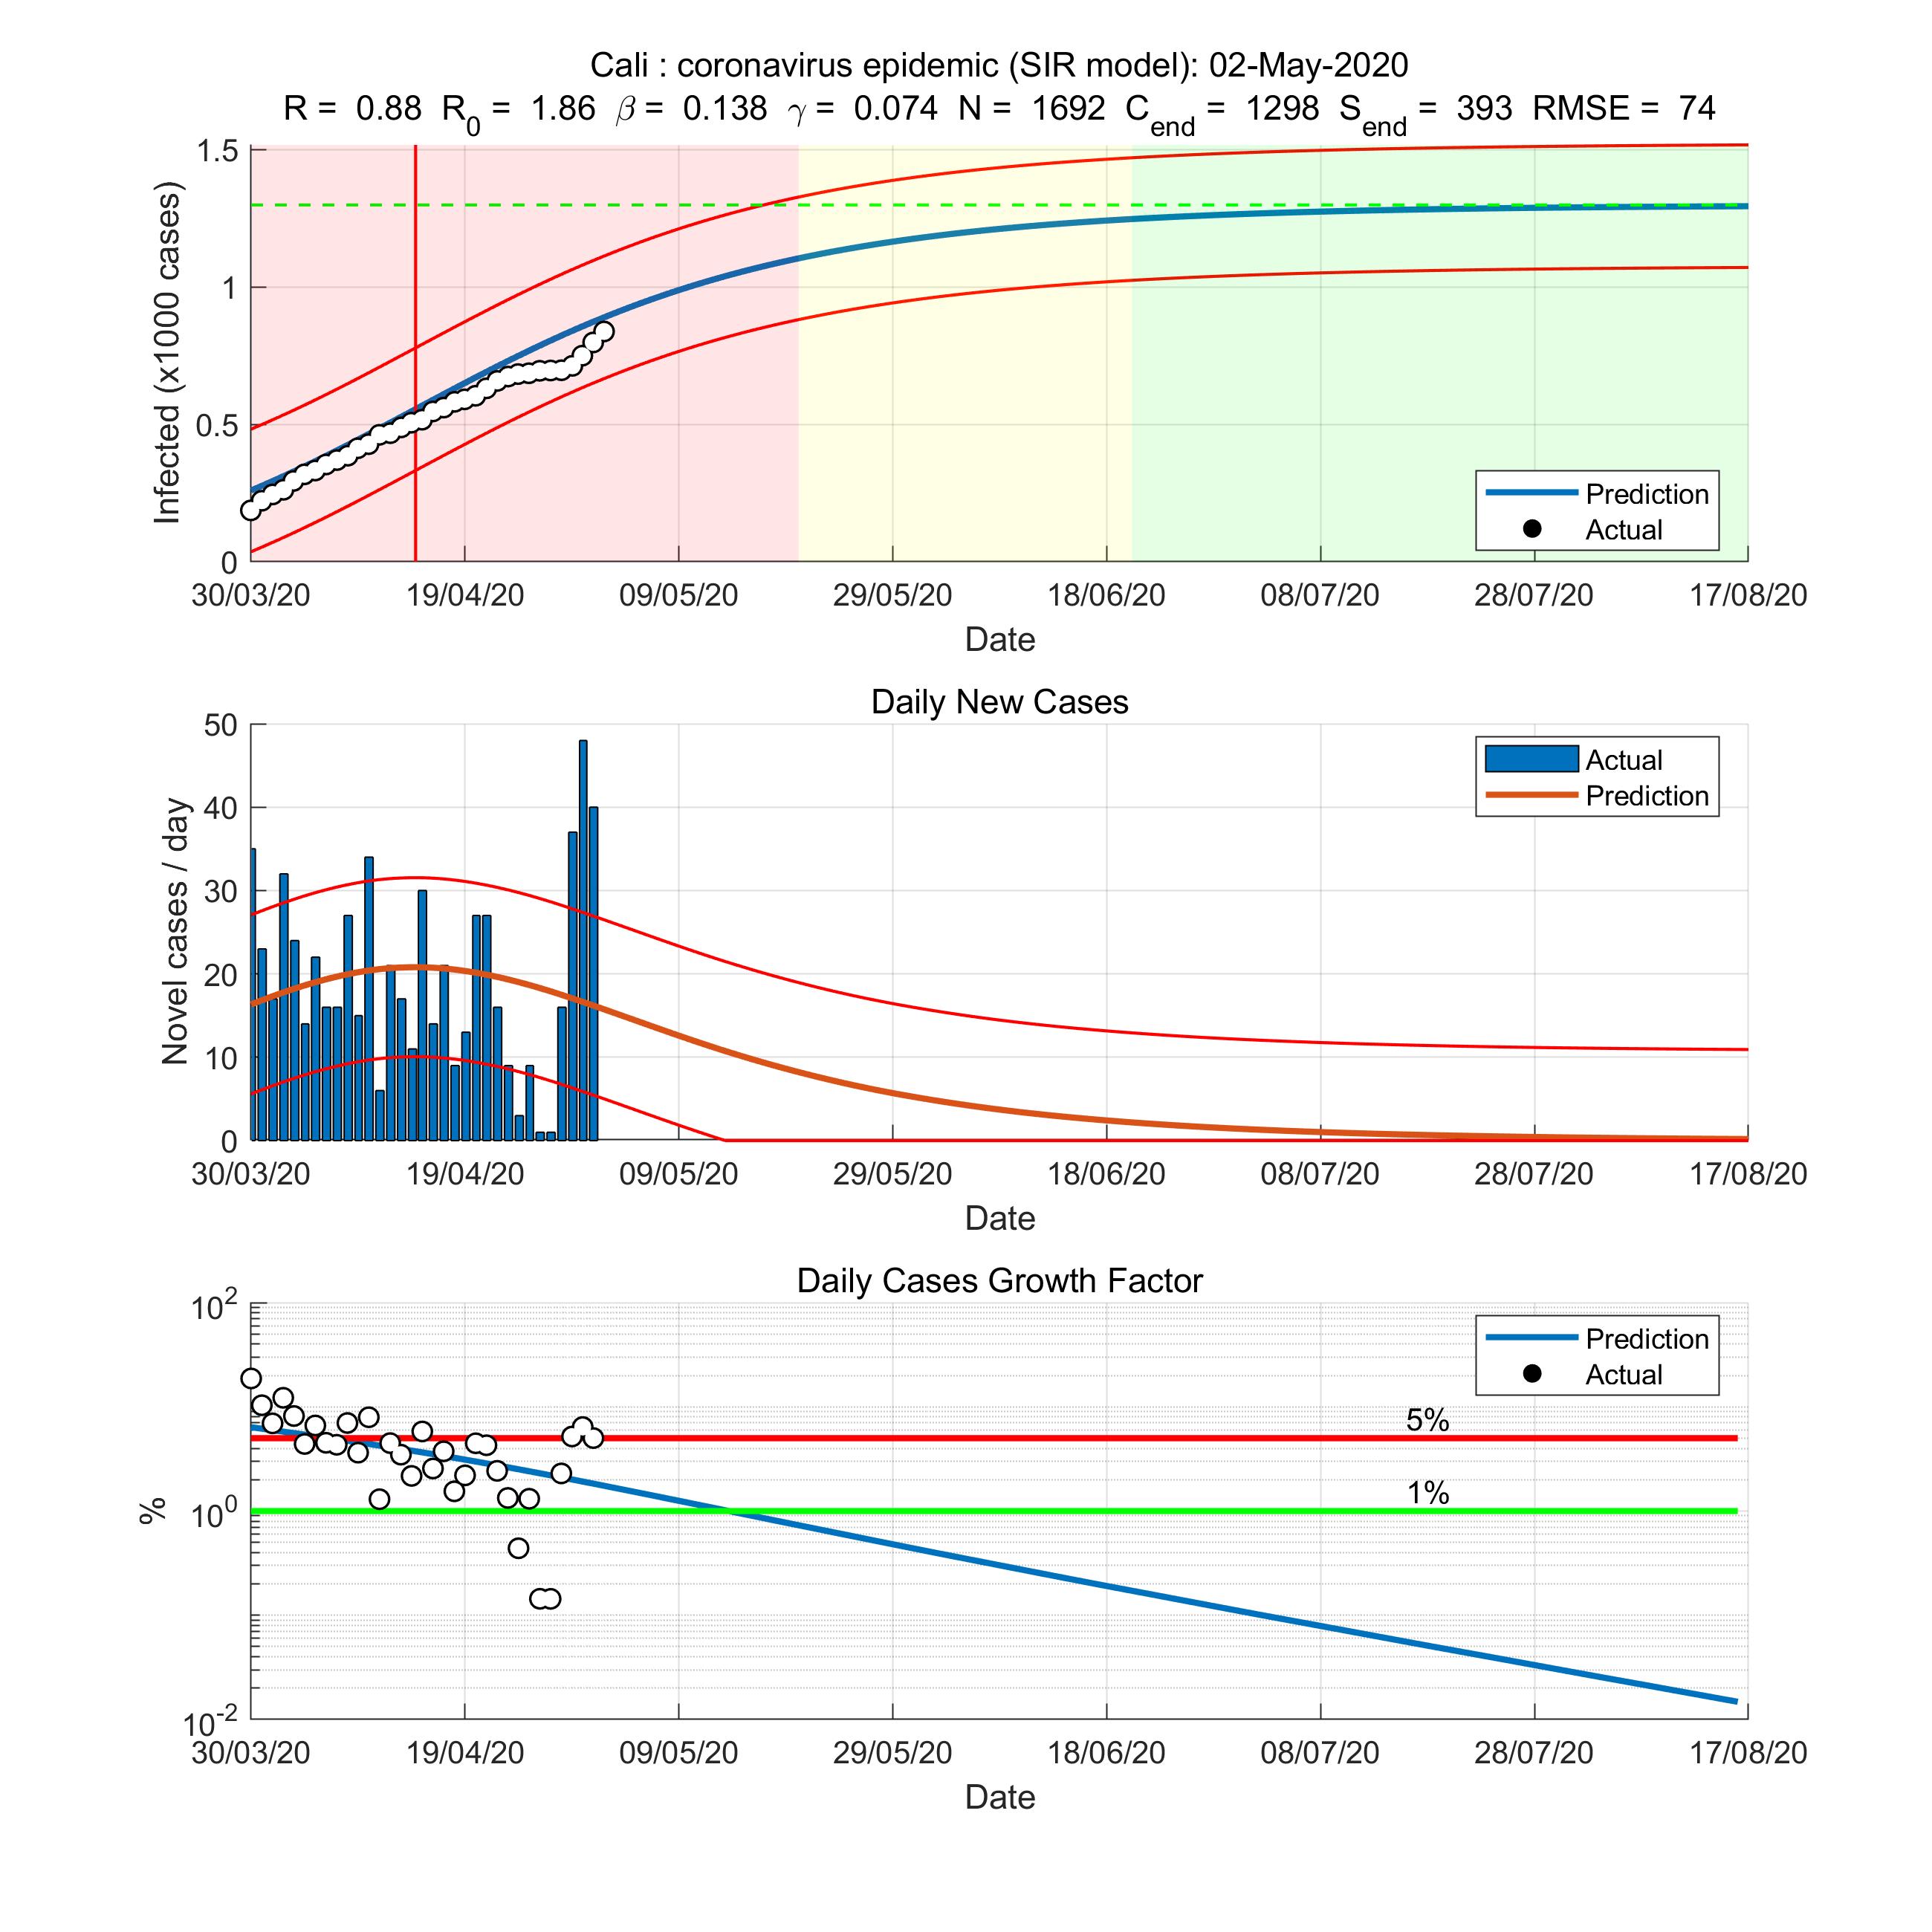 Cali : coronavirus epidemic (SIR model): 02-May-2020
R = 0.88 R0 = 1.86 β = 0.138 γ = 0.074 N = 1692 Cend = 1298 Send = 393 RMSE = 74
1.5
1
0.5
0
Infected (x1000 cases)
Prediction
Actual
30/03/20 19/04/20 09/05/20 29/05/20 18/06/20 08/07/20 28/07/20 17/08/20
Date
Daily New Cases
50
40
30
20
10
0
Novel cases / day
Actual
Prediction
30/03/20 19/04/20 09/05/20 29/05/20 18/06/20 08/07/20 28/07/20 17/08/20
Date
Daily Cases Growth Factor
10^2
10^0
10^-2
%
Prediction
Actual
5%
1%
30/03/20 19/04/20 09/05/20 29/05/20 18/06/20 08/07/20 28/07/20 17/08/20
Date